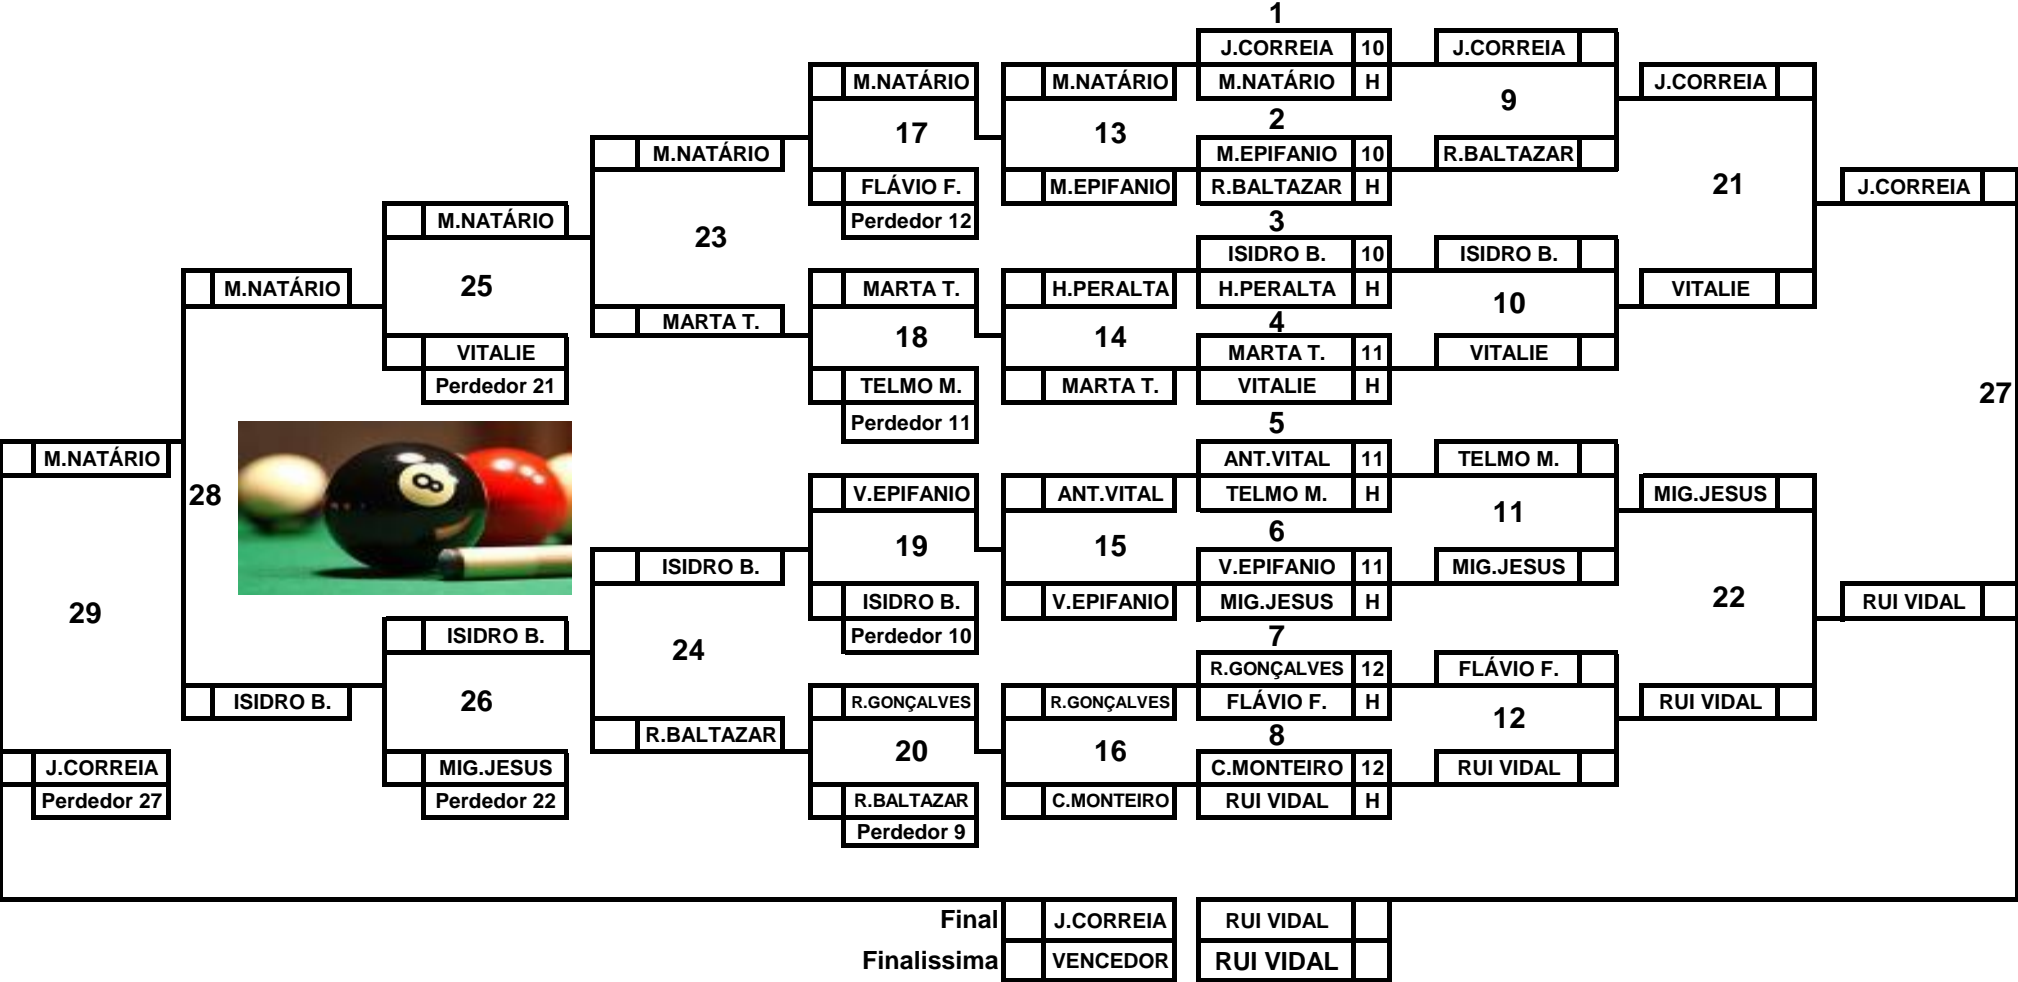 1
J.CORREIA 10 J.CORREIA
M.NATÁRIO M.NATÁRIO M.NATÁRIO H J.CORREIA
9
17 13 2
M.NATÁRIO M.EPIFANIO 10 R.BALTAZAR
FLÁVIO F. M.EPIFANIO R.BALTAZAR H 21 J.CORREIA
M.NATÁRIO Perdedor 12 3
23 ISIDRO B. 10 ISIDRO B.
M.NATÁRIO 25 MARTA T. H.PERALTA H.PERALTA H 10 VITALIE
MARTA T. 18 14 4
VITALIE MARTA T. 11 VITALIE
Perdedor 21 TELMO M. MARTA T. VITALIE H 27
Perdedor 11 5
M.NATÁRIO ANT.VITAL 11 TELMO M.
28 8 V.EPIFANIO ANT.VITAL TELMO M. H 11 MIG.JESUS
19 15 6
ISIDRO B. V.EPIFANIO 11 MIG.JESUS
29 ISIDRO B. V.EPIFANIO MIG.JESUS H 22 RUI VIDAL
ISIDRO B. 24 Perdedor 10 7
R.GONÇALVES 12 FLÁVIO F.
ISIDRO B. 26 R.GONÇALVES R.GONÇALVES FLÁVIO F. H 12 RUI VIDAL
R.BALTAZAR 20 16 8
J.CORREIA MIG.JESUS C.MONTEIRO 12 RUI VIDAL
Perdedor 27 Perdedor 22 R.BALTAZAR C.MONTEIRO RUI VIDAL H
Perdedor 9
Final J.CORREIA RUI VIDAL
Finalissima VENCEDOR RUI VIDAL